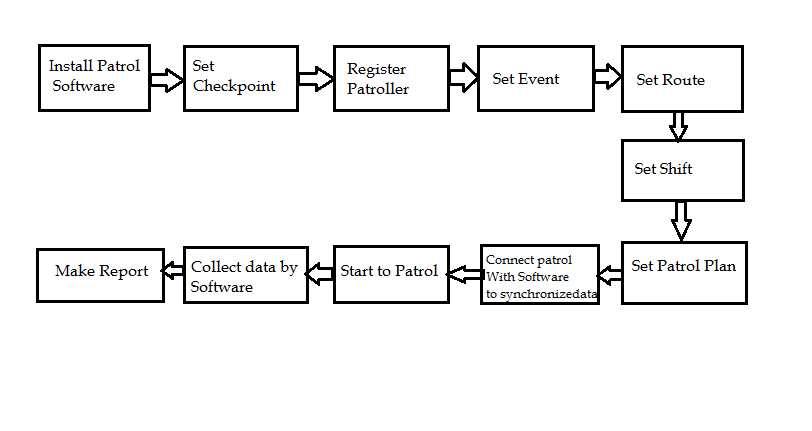 Install Patrol
Software
Set
Checkpoint
Register
Patroller
Set Event
Set Route
Set Shift
Set Patrol Plan
Connect patrol
With Software
to synchronizedata
Start to Patrol
Collect data by
Software
Make Report